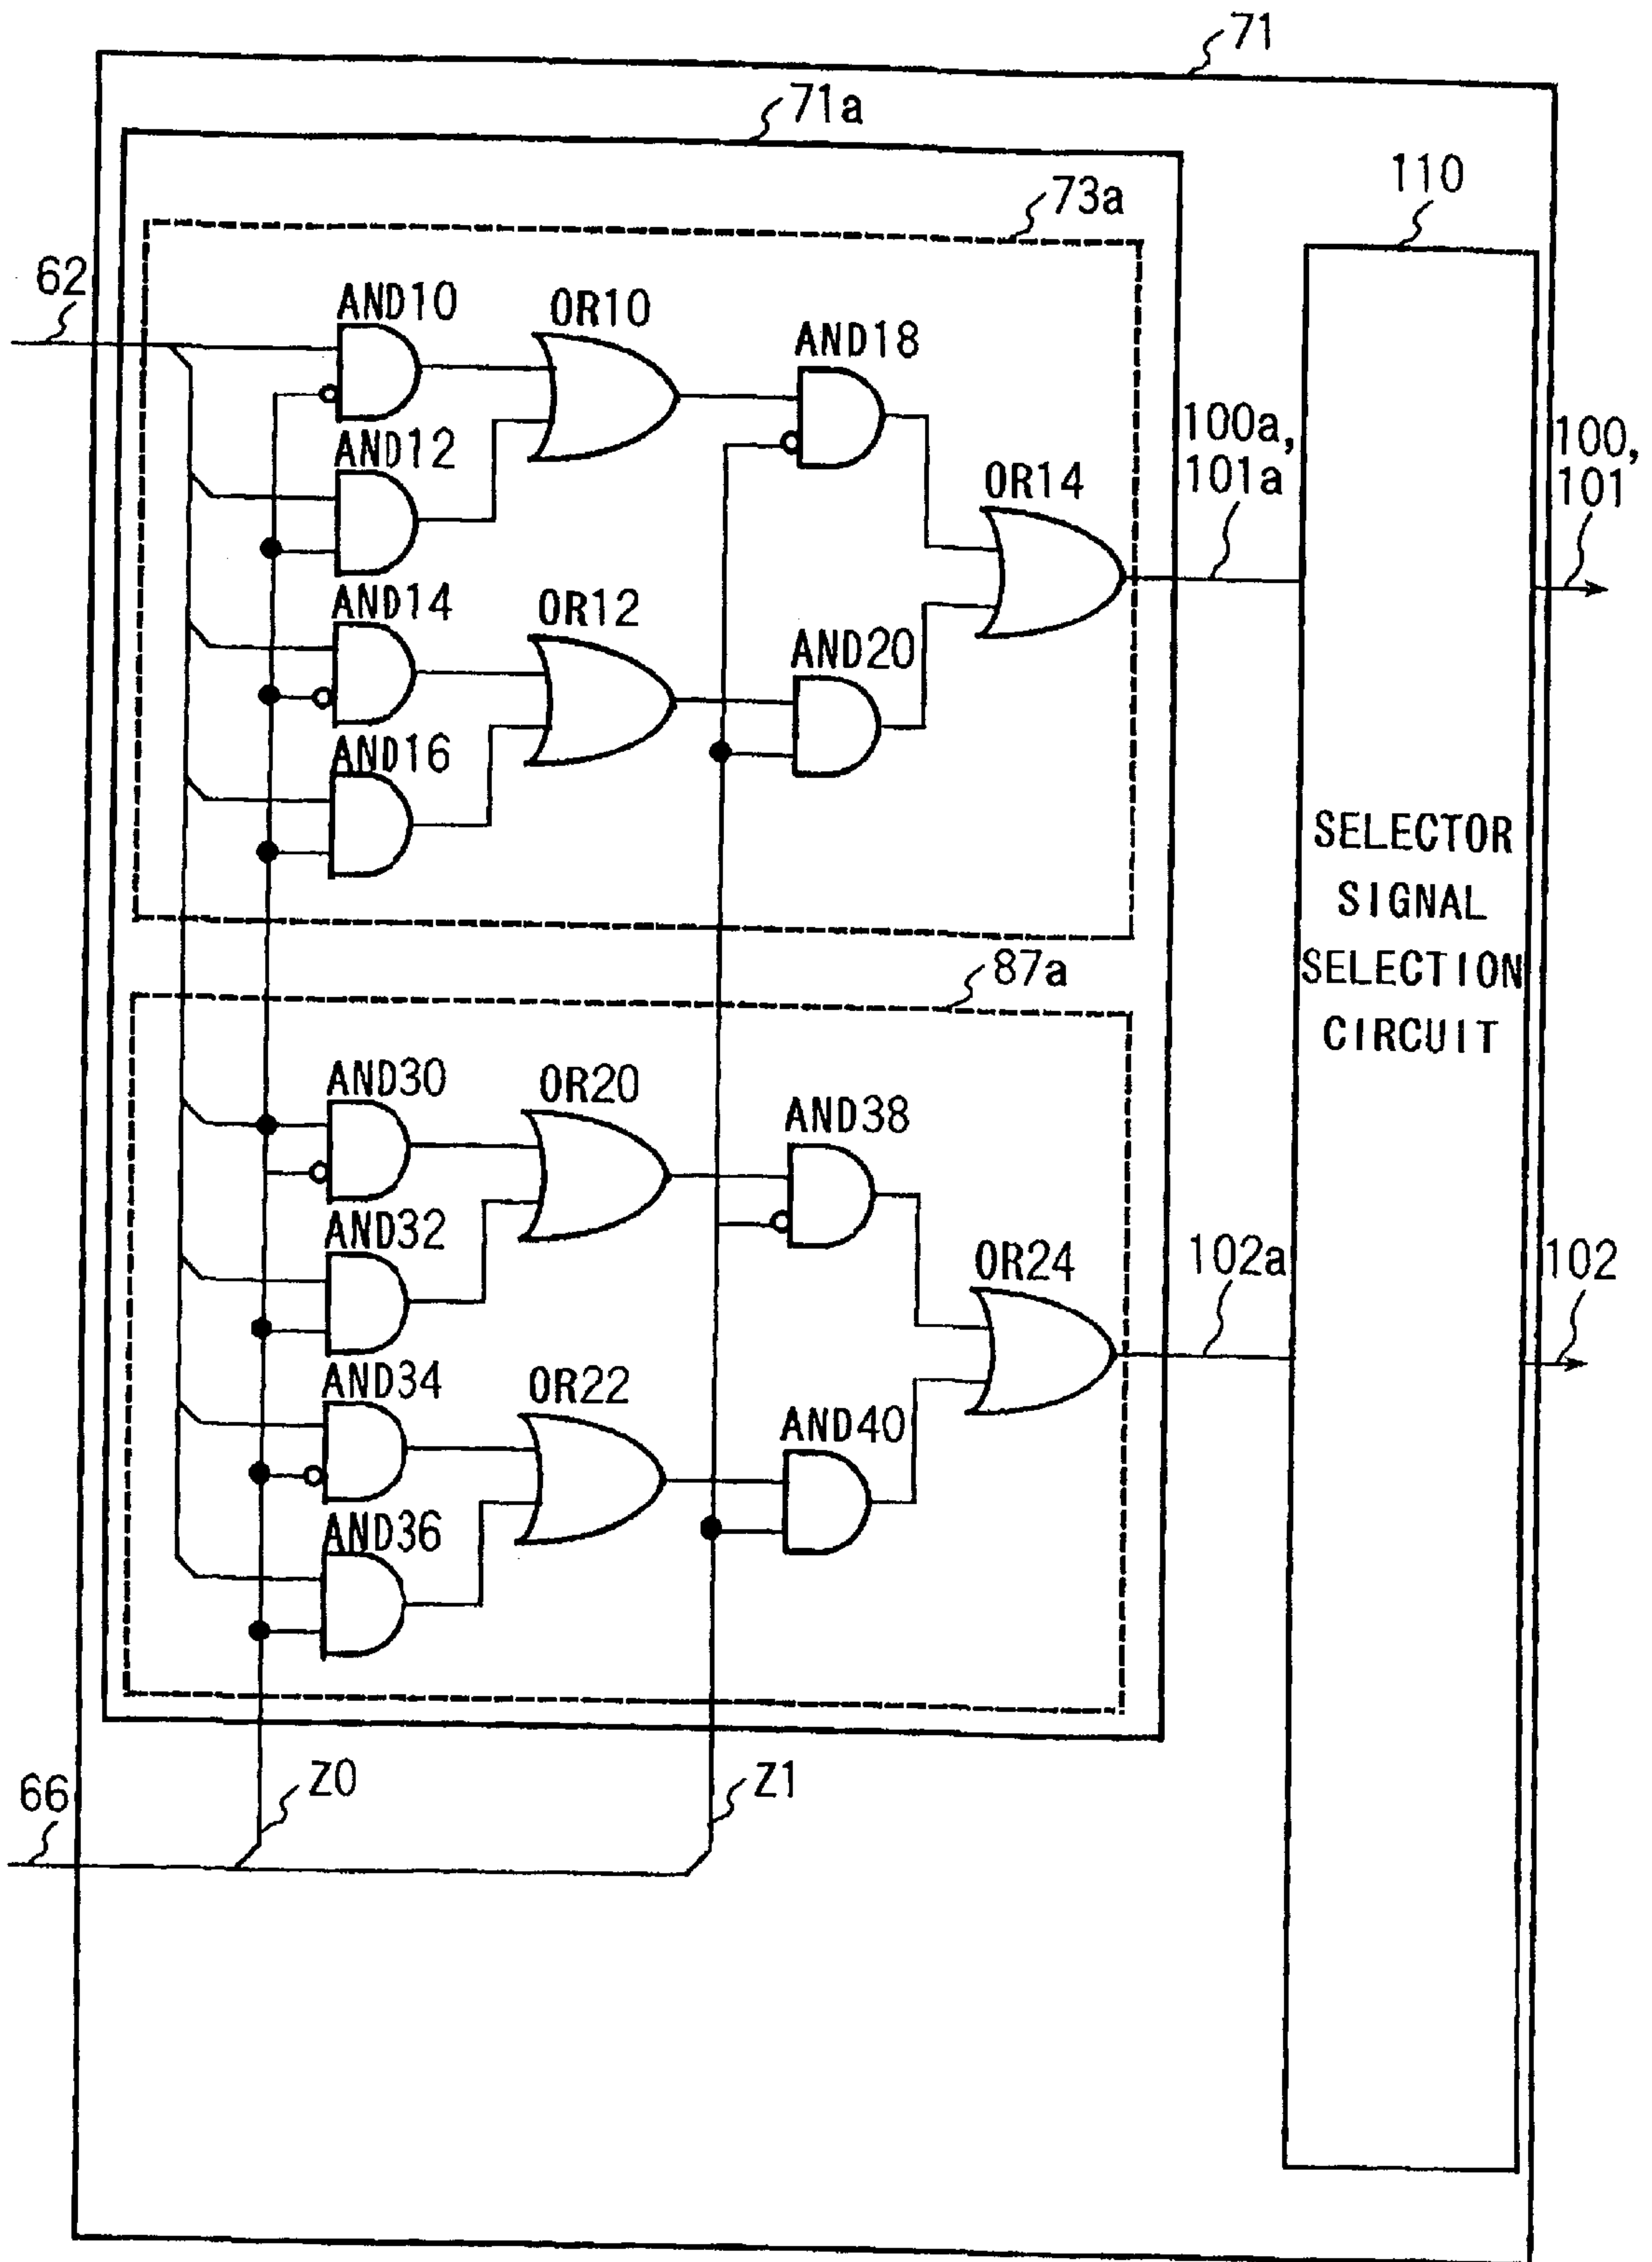 71
71a
110
73a
62
AND10
OR10
AND18
AND12
100a,
101a
100,
101
OR14
AND14
OR12
AND20
AND16
SELECTOR
SIGNAL
SELECTION
CIRCUIT
87a
AND30
OR20
AND38
AND32
OR24
102a
102
AND34
OR22
AND40
AND36
66
Z0
Z1